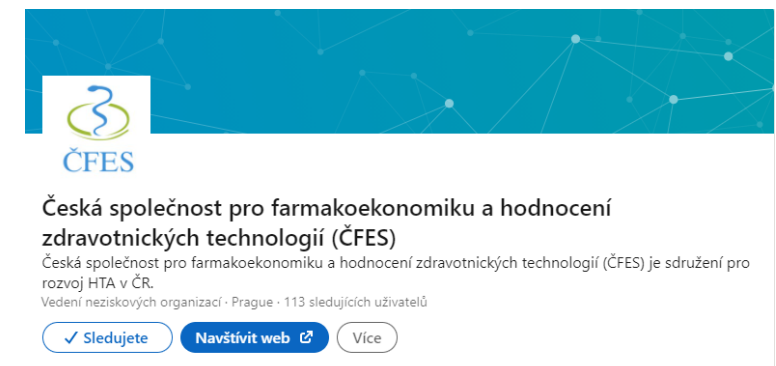 ČFES
Česká společnost pro farmakoekonomiku a hodnocení
zdravotnických technologií (ČFES)
Česká společnost pro farmakoekonomiku a hodnocení zdravotnických technologií (ČFES) je sdružení pro
rozvoj HTA v ČR.
Vedení neziskových organizací · Prague · 113 sledujících uživatelů
✓ Sledujete Navštívit web Více